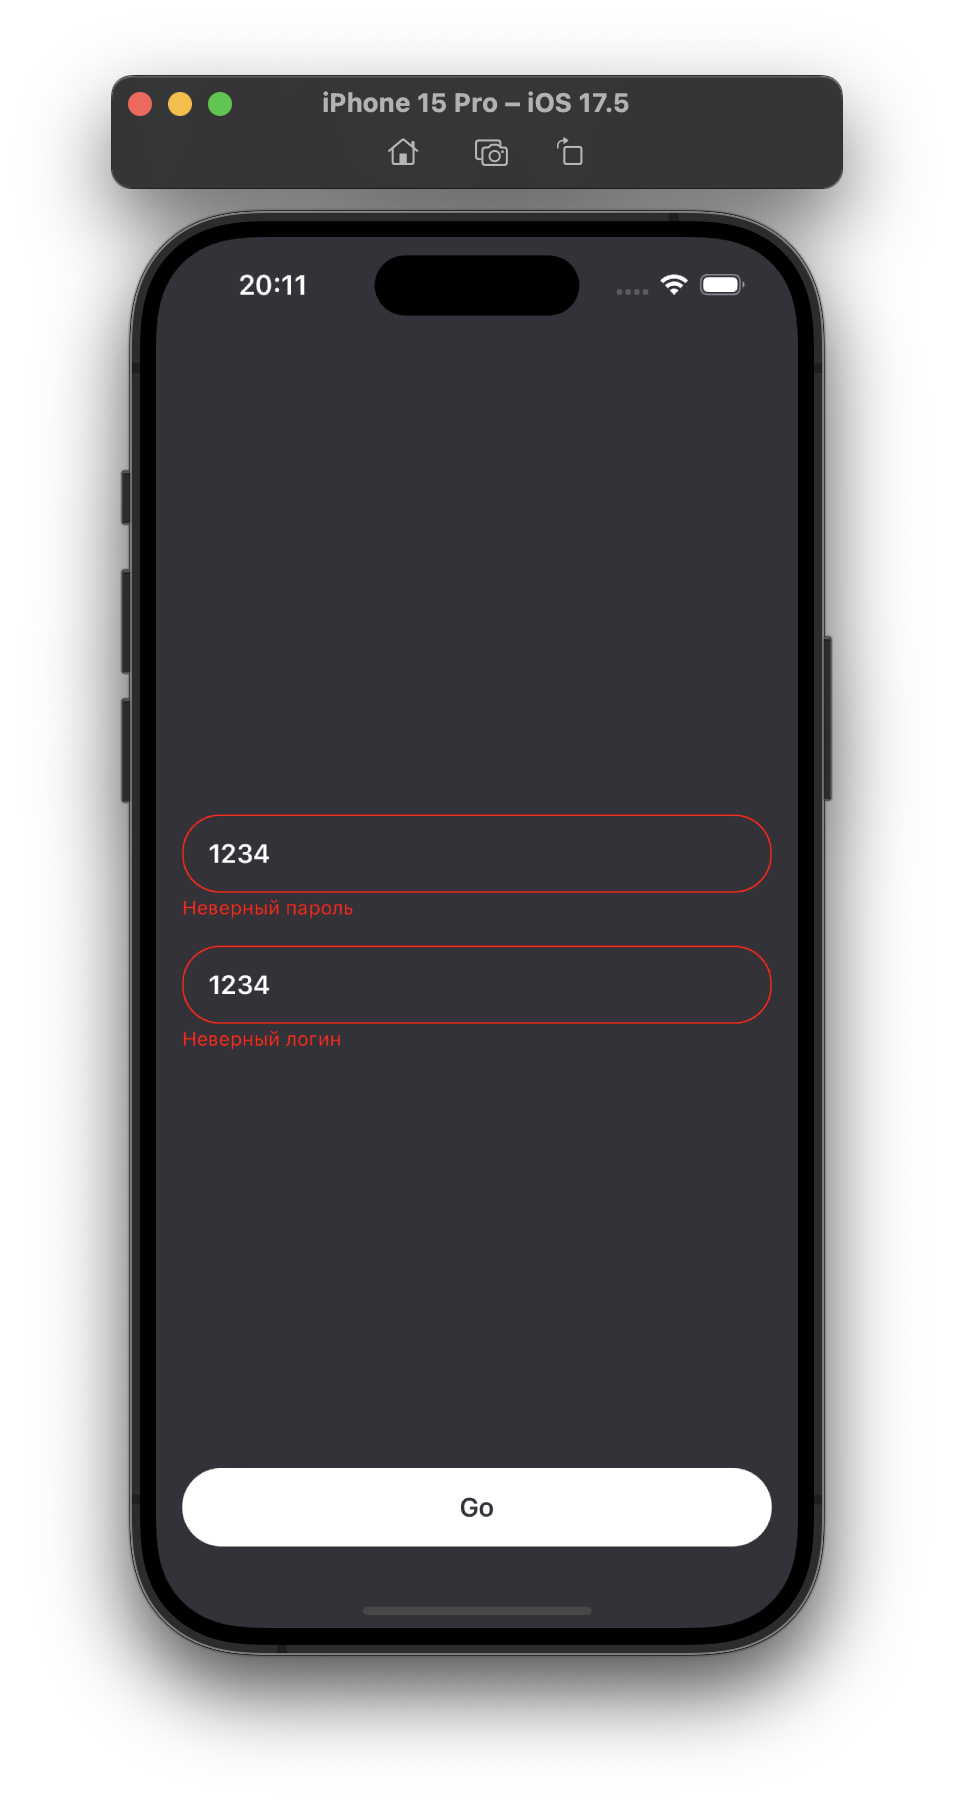 iPhone 15 Pro – iOS 17.5
20:11
1234
Неверный пароль
1234
Неверный логин
Go